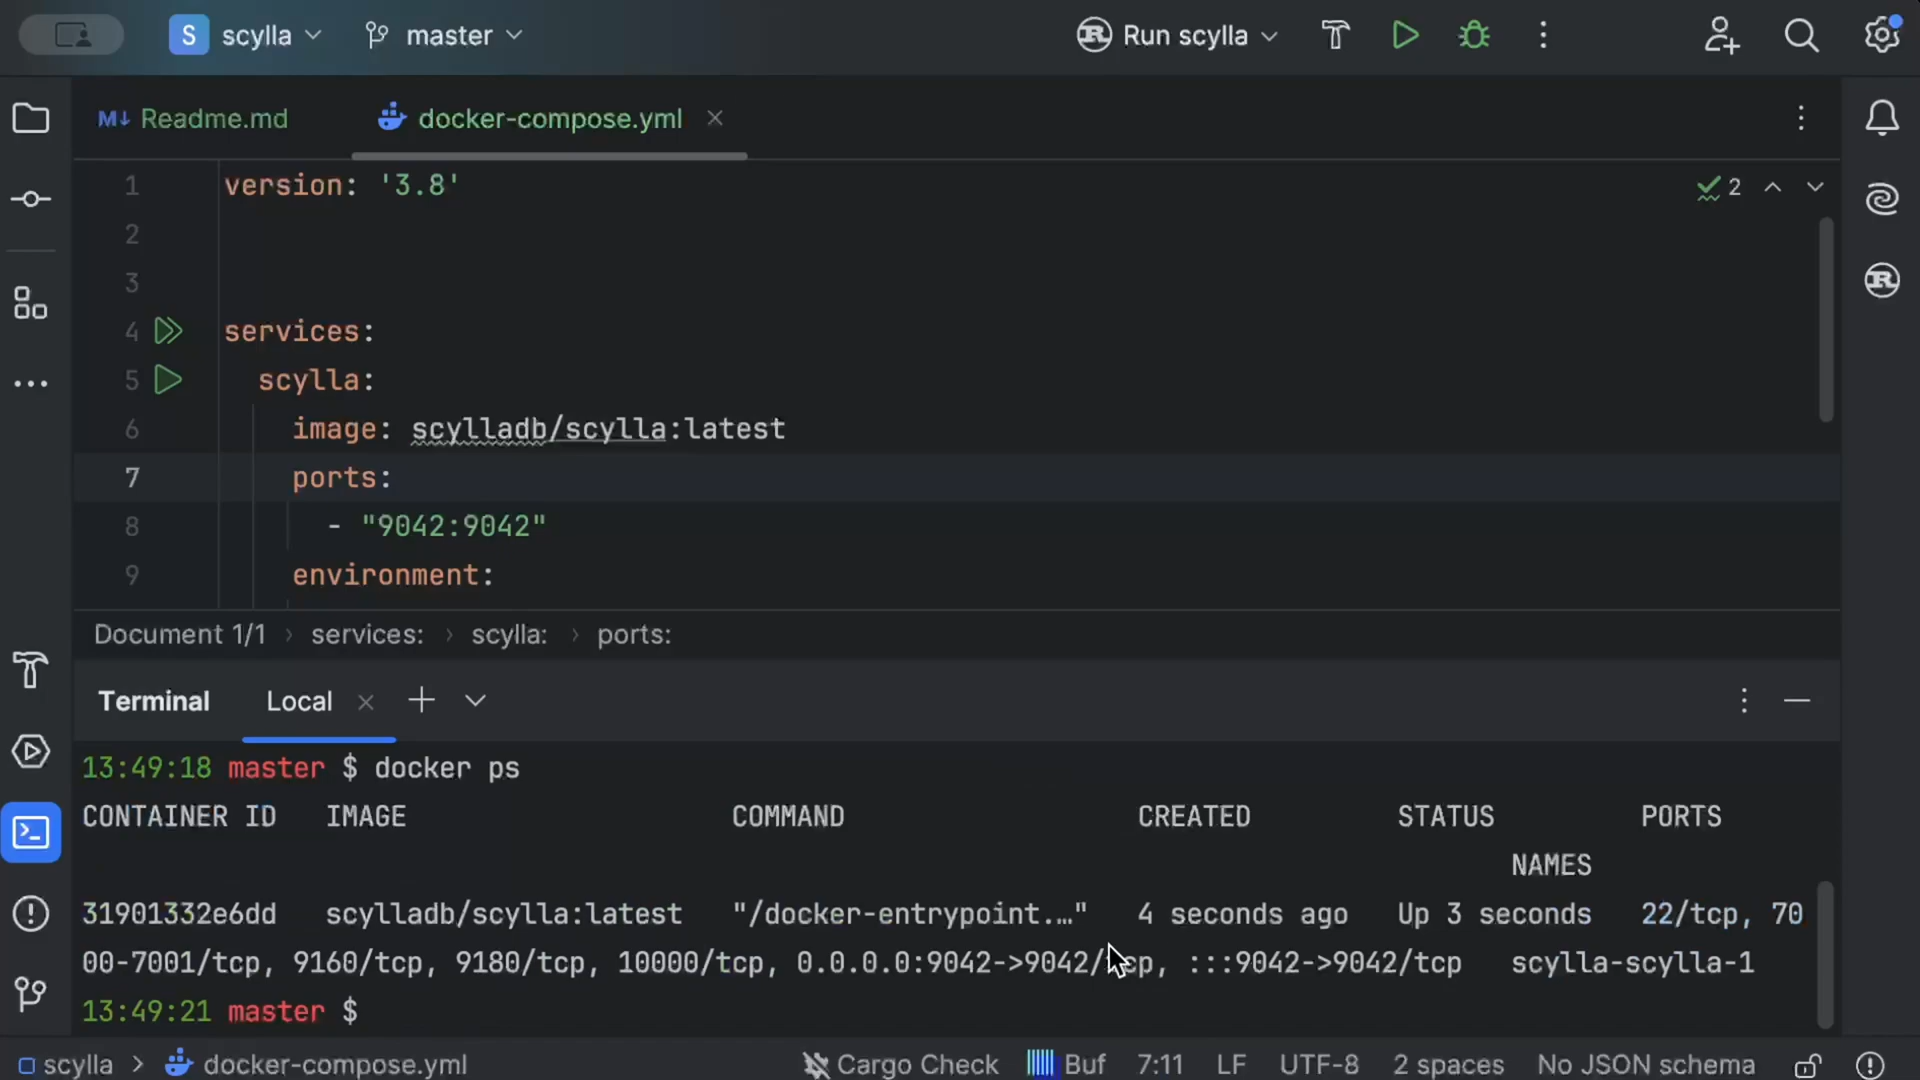 S scylla master Run scylla
M↓ Readme.md docker-compose.yml
1 version: '3.8' 2
2
3
4 services:
5 scylla:
6 image: scylladb/scylla:latest
7 ports:
8 - "9042:9042"
9 environment:
Document 1/1 › services: › scylla: › ports:
Terminal Local
13:49:18 master $ docker ps
CONTAINER ID IMAGE COMMAND CREATED STATUS PORTS
NAMES
31901332e6dd scylladb/scylla:latest "/docker-entrypoint.…" 4 seconds ago Up 3 seconds 22/tcp, 70
00-7001/tcp, 9160/tcp, 9180/tcp, 10000/tcp, 0.0.0.0:9042->9042/tcp, :::9042->9042/tcp scylla-scylla-1
13:49:21 master $
scylla › docker-compose.yml Cargo Check Buf 7:11 LF UTF-8 2 spaces No JSON schema